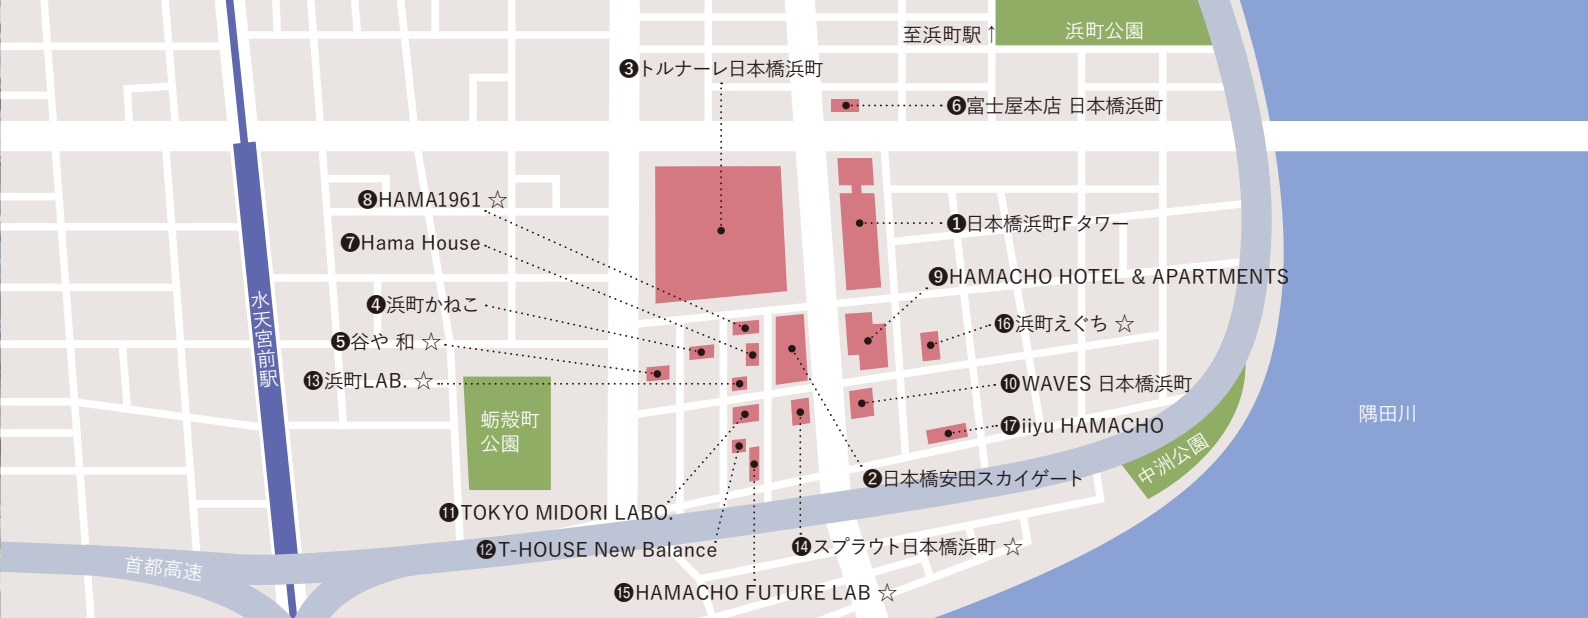 至浜町駅↑
浜町公園
❸トルナーレ日本橋浜町
❻富士屋本店 日本橋浜町
❽HAMA1961 ☆
❶日本橋浜町Fタワー
❼Hama House
❾HAMACHO HOTEL & APARTMENTS
❹浜町かねこ
⓰浜町えぐち ☆
❺谷や 和 ☆
水天宮前駅
⓭浜町LAB. ☆
❿WAVES 日本橋浜町
蛎殻町
公園
隅田川
⓱iiyu HAMACHO
中洲公園
❷日本橋安田スカイゲート
⓫TOKYO MIDORI LABO.
⓬T-HOUSE New Balance
⓮スプラウト日本橋浜町 ☆
首都高速
⓯HAMACHO FUTURE LAB ☆